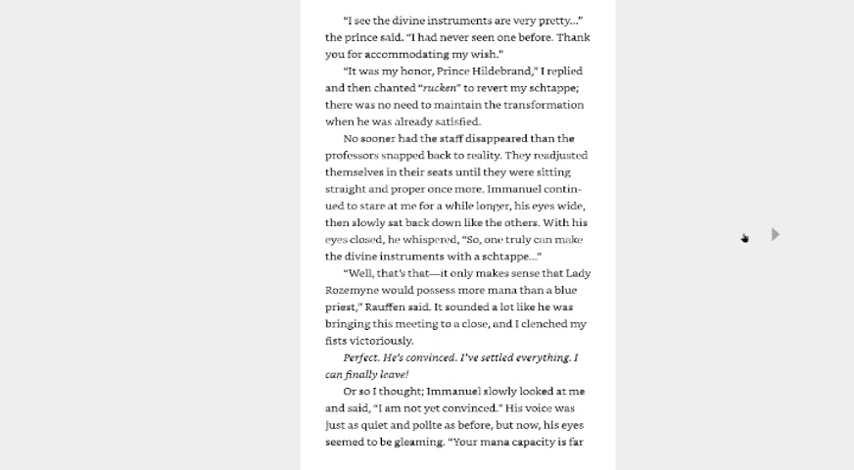 “I see the divine instruments are very pretty...”
the prince said. “I had never seen one before. Thank
you for accommodating my wish.”
“It was my honor, Prince Hildebrand,” I replied
and then chanted “rucken” to revert my schtappe;
there was no need to maintain the transformation
when he was already satisfied.
No sooner had the staff disappeared than the
professors snapped back to reality. They readjusted
themselves in their seats until they were sitting
straight and proper once more. Immanuel contin-
ued to stare at me for a while longer, his eyes wide,
then slowly sat back down like the others. With his
eyes closed, he whispered, “So, one truly can make
the divine instruments with a schtappe...”
“Well, that’s that—it only makes sense that Lady
Rozemyne would possess more mana than a blue
priest,” Rauffen said. It sounded a lot like he was
bringing this meeting to a close, and I clenched my
fists victoriously.
Perfect. He’s convinced. I’ve settled everything. I
can finally leave!
Or so I thought; Immanuel slowly looked at me
and said, “I am not yet convinced.” His voice was
just as quiet and polite as before, but now, his eyes
seemed to be gleaming. “Your mana capacity is far